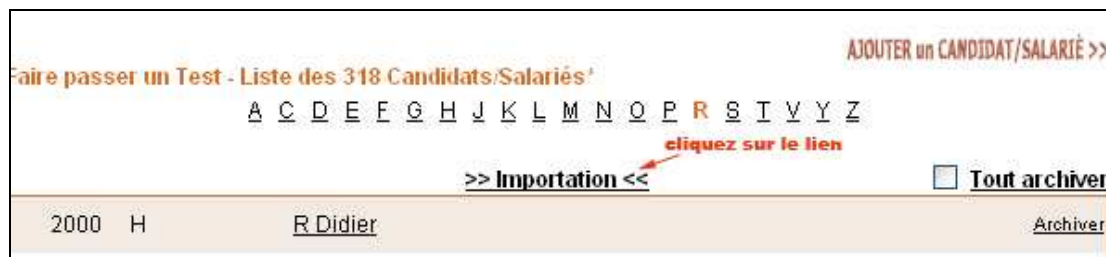 AJOUTER un CANDIDAT/SALARIÉ >>
Faire passer un Test - Liste des 318 Candidats/Salariés'
A C D E F G H J K L M N O P R S T V Y Z
cliquez sur le lien
>> Importation << Tout archiver
2000 H R Didier Archiver